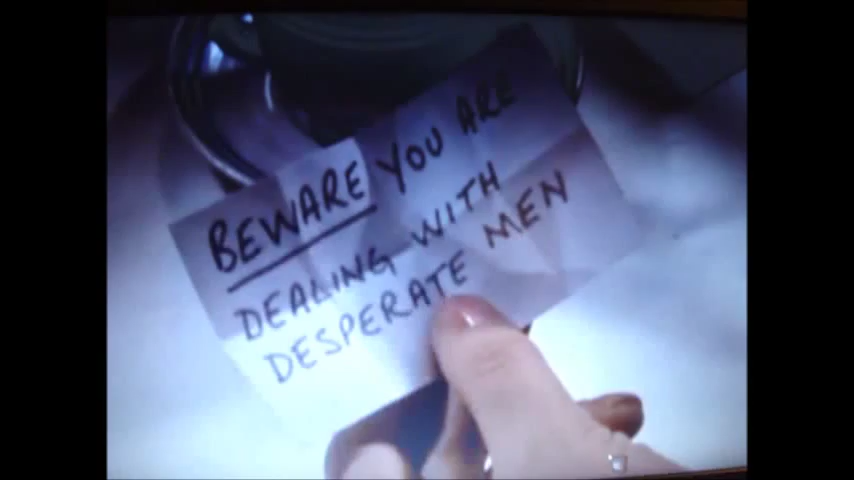 BEWARE YOU ARE
DEALING WITH
DESPERATE MEN